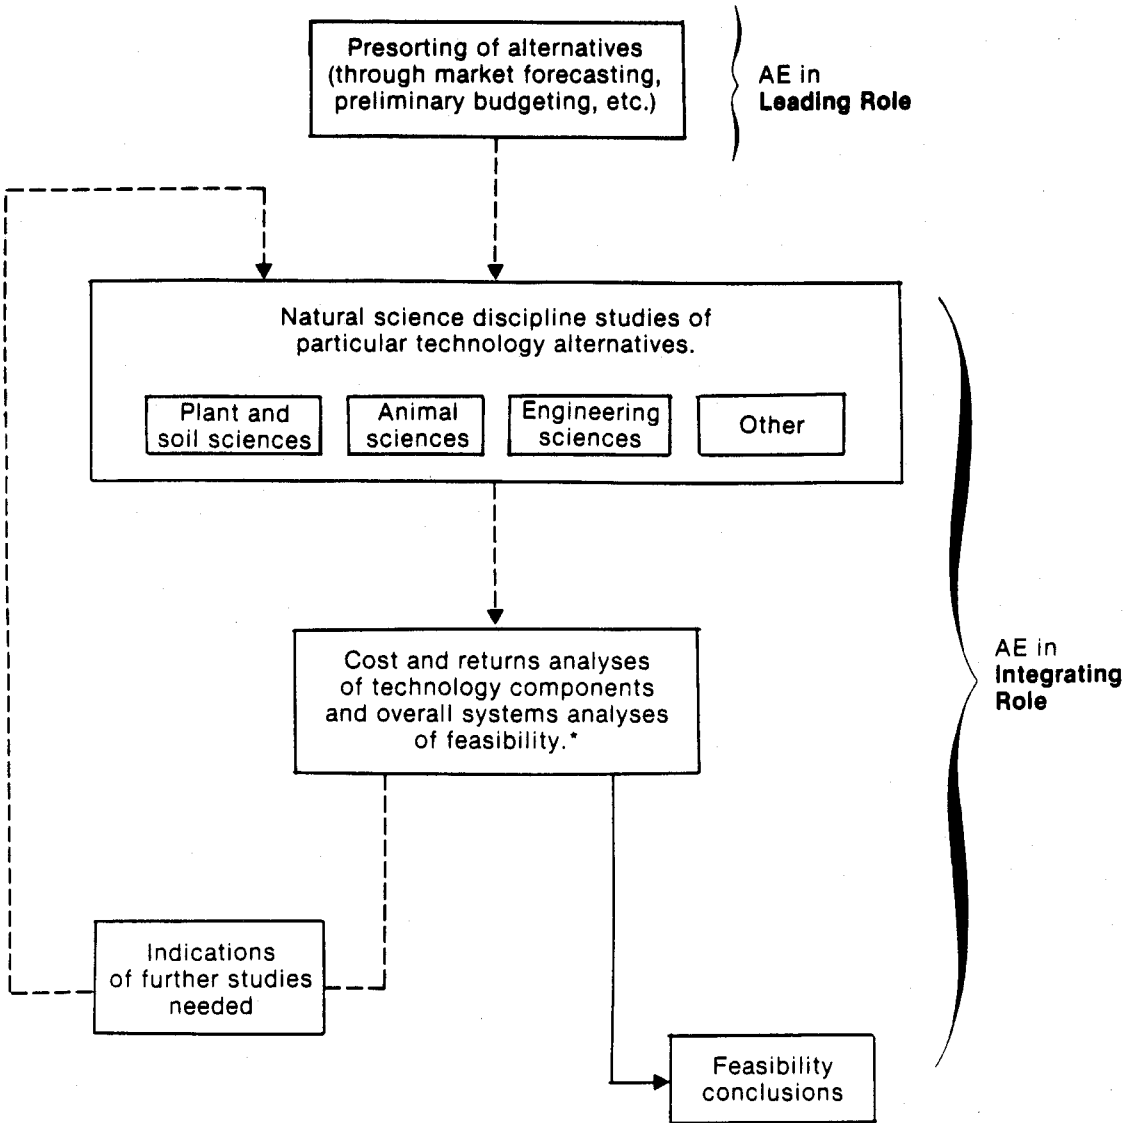 Presorting of alternatives
(through market forecasting,
preliminary budgeting, etc.)
AE in
Leading Role
Natural science discipline studies of
particular technology alternatives.
Plant and
soil sciences
Animal
sciences
Engineering
sciences
Other
Cost and returns analyses
of technology components
and overall systems analyses
of feasibility.*
AE in
Integrating
Role
Indications
of further studies
needed
Feasibility
conclusions